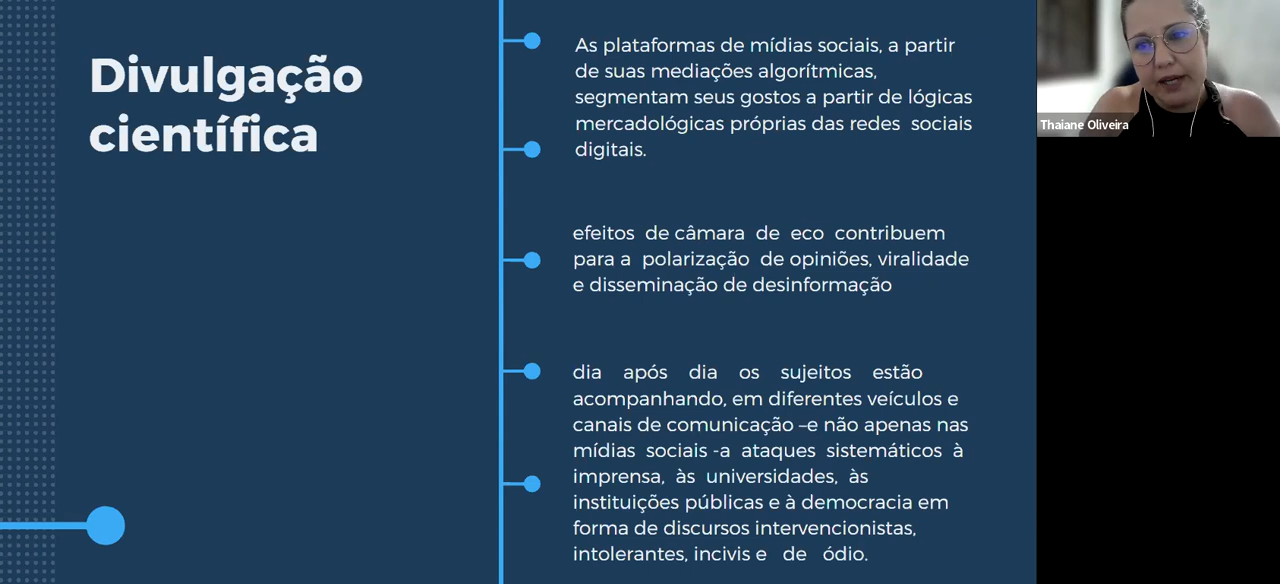 Divulgação
científica
As plataformas de mídias sociais, a partir
de suas mediações algorítmicas,
segmentam seus gostos a partir de lógicas
mercadológicas próprias das redes  sociais
digitais.
efeitos  de câmara  de  eco  contribuem
para a  polarização  de opiniões, viralidade
e disseminação de desinformação
dia    após    dia    os    sujeitos    estão
acompanhando, em diferentes veículos e
canais de comunicação –e não apenas nas
mídias  sociais -a  ataques  sistemáticos  à
imprensa,  às  universidades,  às
instituições públicas e à democracia em
forma de discursos intervencionistas,
intolerantes, incivis e   de   ódio.
Thaiane Oliveira